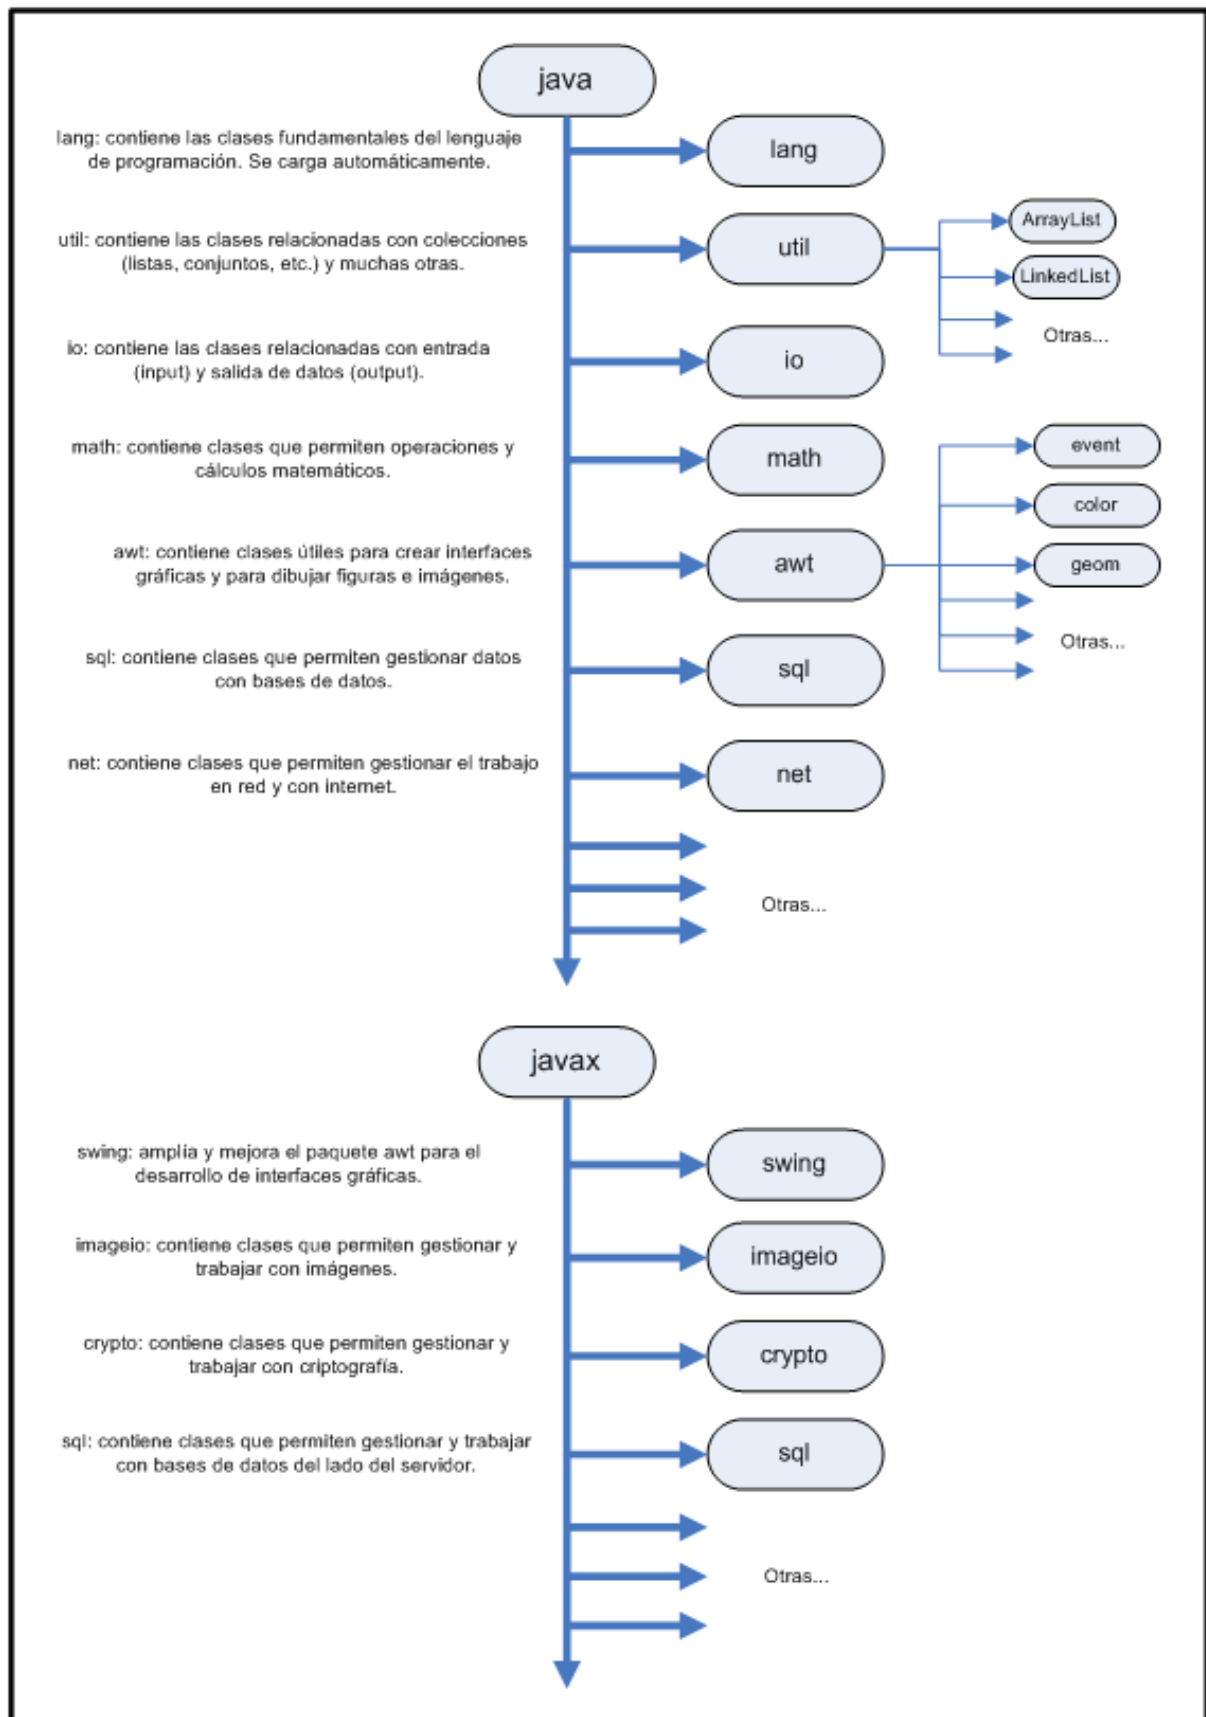 java
lang: contiene las clases fundamentales del lenguaje
de programación. Se carga automáticamente.
lang
util: contiene las clases relacionadas con colecciones
(listas, conjuntos, etc.) y muchas otras.
util
ArrayList
LinkedList
Otras...
io: contiene las clases relacionadas con entrada
(input) y salida de datos (output).
io
math: contiene clases que permiten operaciones y
cálculos matemáticos.
math
event
color
geom
Otras...
awt: contiene clases útiles para crear interfaces
gráficas y para dibujar figuras e imágenes.
awt
sql: contiene clases que permiten gestionar datos
con bases de datos.
sql
net: contiene clases que permiten gestionar el trabajo
en red y con internet.
net
Otras...
javax
swing: amplia y mejora el paquete awt para el
desarrollo de interfaces gráficas.
swing
imageio: contiene clases que permiten gestionar y
trabajar con imágenes.
imageio
crypto: contiene clases que permiten gestionar y
trabajar con criptografía.
crypto
sql: contiene clases que permiten gestionar y trabajar
con bases de datos del lado del servidor.
sql
Otras...